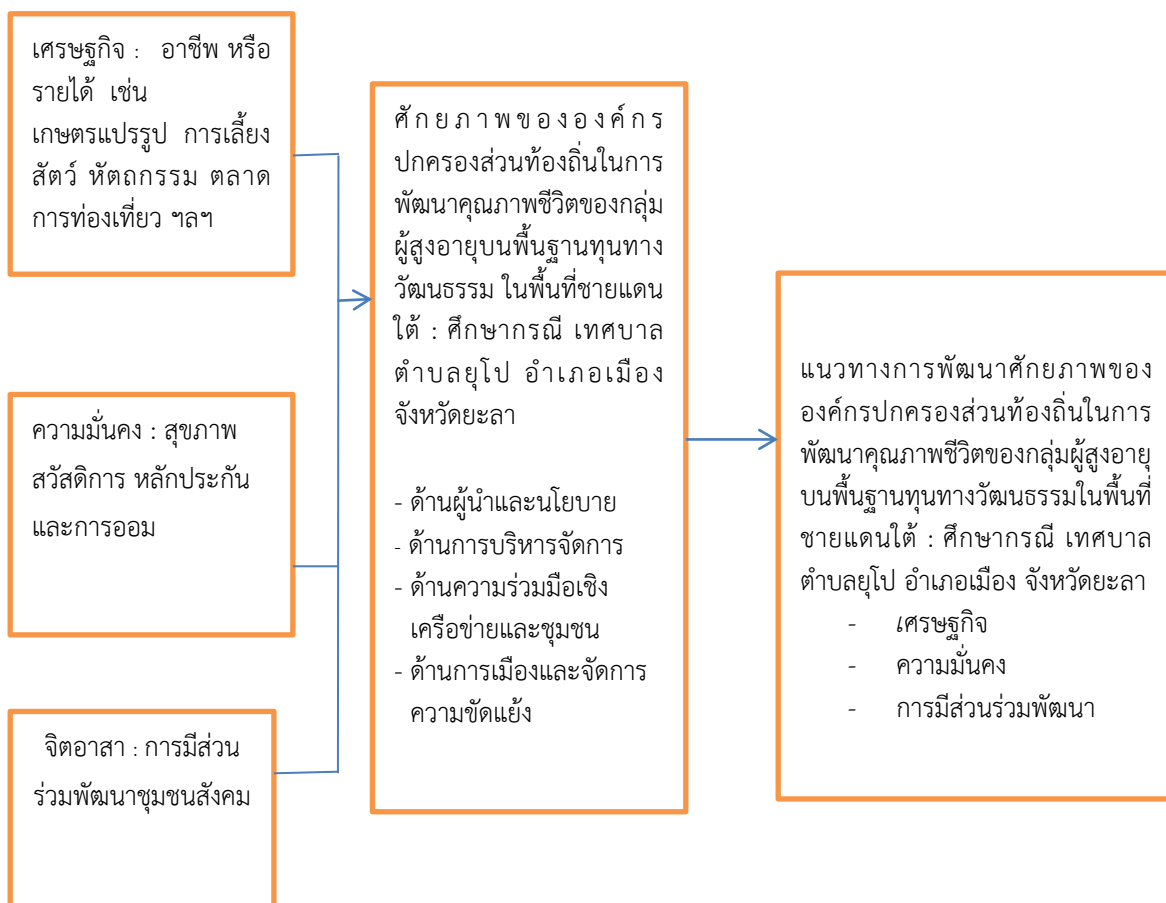 เศรษฐกิจ : อาชีพ หรือ
รายได้ เช่น
เกษตรแปรรูป การเลี้ยง
สัตว์ หัตถกรรม ตลาด
การท่องเที่ยว ฯลฯ
ความมั่นคง : สุขภาพ
สวัสดิการ หลักประกัน
และการออม
จิตอาสา : การมีส่วน
ร่วมพัฒนาชุมชนสังคม
ศักยภาพขององค์กร
ปกครองส่วนท้องถิ่นในการ
พัฒนาคุณภาพชีวิตของกลุ่ม
ผู้สูงอายุบนพื้นฐานทุนทาง
วัฒนธรรม ในพื้นที่ชายแดน
ใต้ : ศึกษากรณี เทศบาล
ตำบลยุโป อำเภอเมือง
จังหวัดยะลา
- ด้านผู้นำและนโยบาย
- ด้านการบริหารจัดการ
- ด้านความร่วมมือเชิง
เครือข่ายและชุมชน
- ด้านการเมืองและจัดการ
ความขัดแย้ง
แนวทางการพัฒนาศักยภาพของ
องค์กรปกครองส่วนท้องถิ่นในการ
พัฒนาคุณภาพชีวิตของกลุ่มผู้สูงอายุ
บนพื้นฐานทุนทางวัฒนธรรมในพื้นที่
ชายแดนใต้ : ศึกษากรณี เทศบาล
ตำบลยุโป อำเภอเมือง จังหวัดยะลา
- เศรษฐกิจ
- ความมั่นคง
- การมีส่วนร่วมพัฒนา